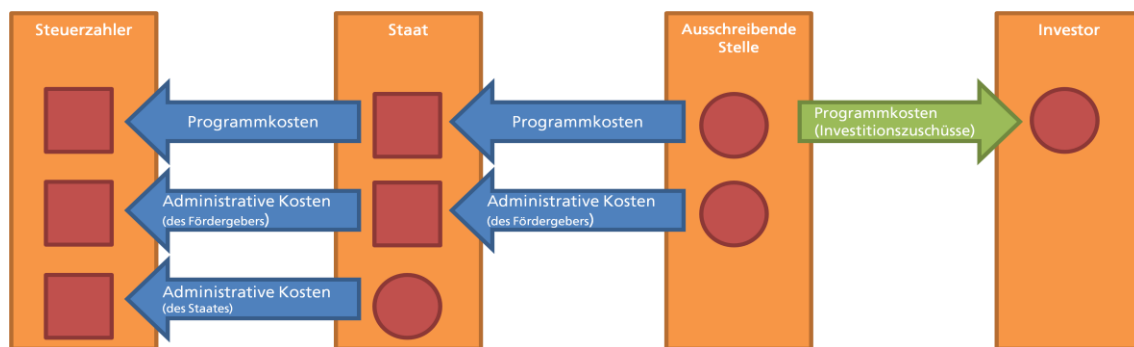 Steuerzahler
Staat
Ausschreibende
Stelle
Investor
Programmkosten
Programmkosten
Programmkosten
(Investitionszuschüsse)
Administrative Kosten
(des Fördergebers)
Administrative Kosten
(des Fördergebers)
Administrative Kosten
(des Staates)